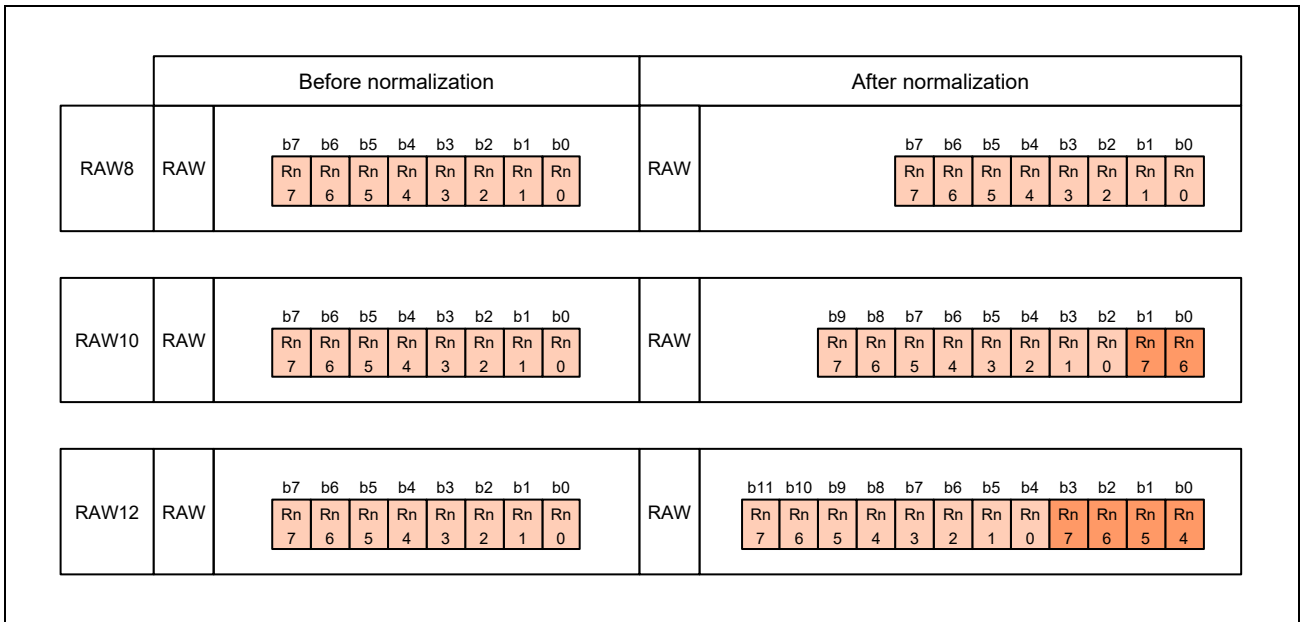 Before normalization After normalization
b7 b6 b5 b4 b3 b2 b1 b0 b7 b6 b5 b4 b3 b2 b1 b0
RAW8 RAW Rn Rn Rn Rn Rn Rn Rn Rn RAW Rn Rn Rn Rn Rn Rn Rn Rn
7 6 5 4 3 2 1 0 7 6 5 4 3 2 1 0
b7 b6 b5 b4 b3 b2 b1 b0 b9 b8 b7 b6 b5 b4 b3 b2 b1 b0
RAW10 RAW Rn Rn Rn Rn Rn Rn Rn Rn RAW Rn Rn Rn Rn Rn Rn Rn Rn Rn Rn
7 6 5 4 3 2 1 0 7 6 5 4 3 2 1 0 7 6
b7 b6 b5 b4 b3 b2 b1 b0 b11 b10 b9 b8 b7 b6 b5 b4 b3 b2 b1 b0
RAW12 RAW Rn Rn Rn Rn Rn Rn Rn Rn RAW Rn Rn Rn Rn Rn Rn Rn Rn Rn Rn Rn Rn
7 6 5 4 3 2 1 0 7 6 5 4 3 2 1 0 7 6 5 4